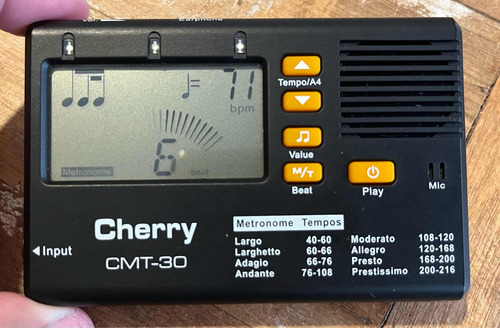 Earphone
♩= 71
bpm
6
beat
Metronome
Tempo/A4
Value
M/T
Beat
Play
Mic
Input
Cherry
CMT-30
Metronome Tempos
Largo 40-60
Larghetto 60-66
Adagio 66-76
Andante 76-108
Moderato 108-120
Allegro 120-168
Presto 168-200
Prestissimo 200-216